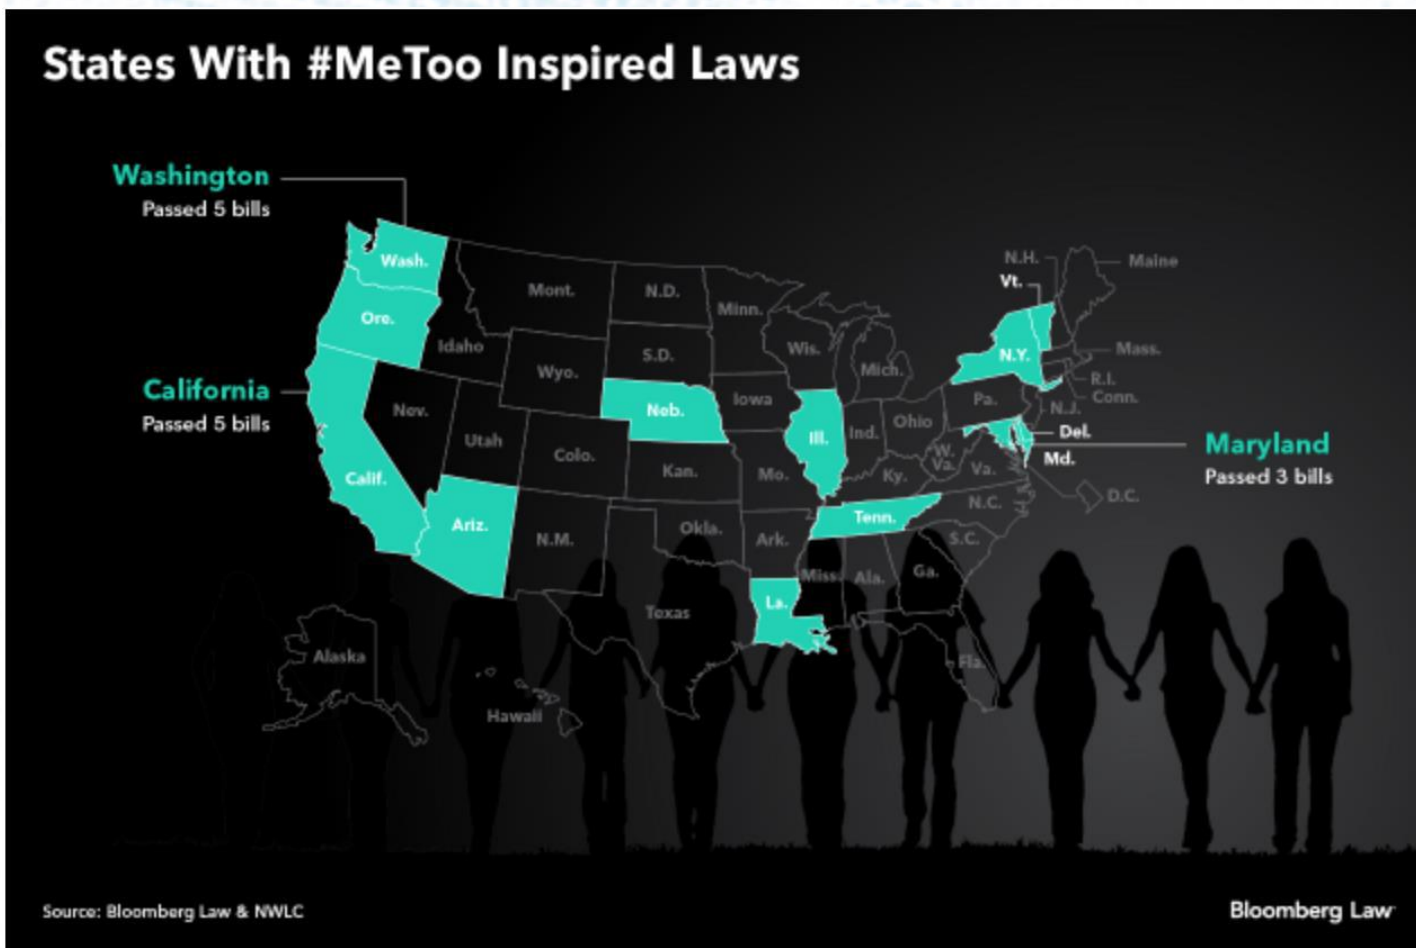 States With #MeToo Inspired Laws
Washington
Passed 5 bills
California
Passed 5 bills
Maryland
Passed 3 bills
Wash.
Ore.
Calif.
Idaho
Nev.
Mont.
Wyo.
Utah
Ariz.
Colo.
N.M.
N.D.
S.D.
Neb.
Kan.
Okla.
Texas
Minn.
Iowa
Mo.
Ark.
La.
Wis.
Ill.
Mich.
Ind.
Ohio
Ky.
Tenn.
Miss.
Ala.
Ga.
Fla.
S.C.
N.C.
Va.
W.
Va.
Pa.
N.Y.
Vt.
N.H.
Maine
Mass.
R.I.
Conn.
N.J.
Del.
Md.
D.C.
Alaska
Hawaii
Source: Bloomberg Law & NWLC
Bloomberg Law